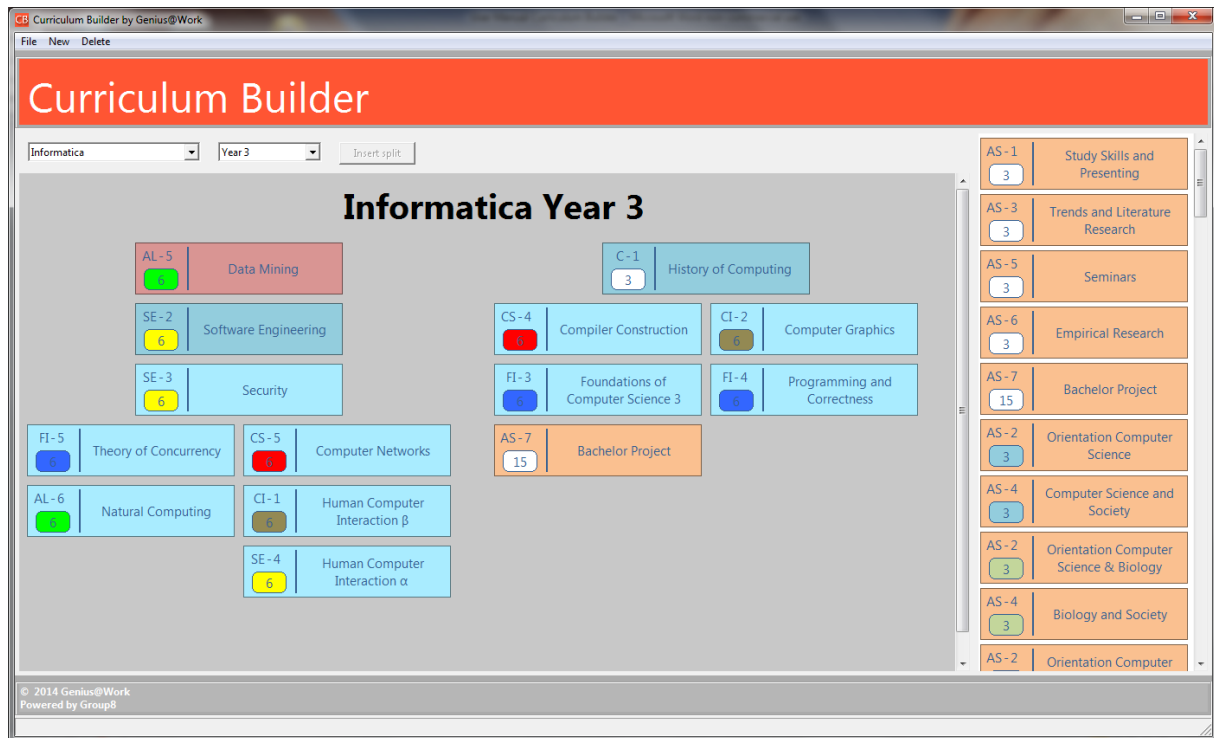 CB Curriculum Builder by Genius@Work
File New Delete
Curriculum Builder
Informatica
Year 3
Insert split
Informatica Year 3
AL-5
6
Data Mining
C-1
3
History of Computing
SE-2
6
Software Engineering
CS-4
6
Compiler Construction
CI-2
6
Computer Graphics
SE-3
6
Security
FI-3
6
Foundations of
Computer Science 3
FI-4
6
Programming and
Correctness
FI-5
6
Theory of Concurrency
CS-5
6
Computer Networks
AS-7
15
Bachelor Project
AL-6
6
Natural Computing
CI-1
6
Human Computer
Interaction β
SE-4
6
Human Computer
Interaction α
AS-1
3
Study Skills and
Presenting
AS-3
3
Trends and Literature
Research
AS-5
3
Seminars
AS-6
3
Empirical Research
AS-7
15
Bachelor Project
AS-2
3
Orientation Computer
Science
AS-4
3
Computer Science and
Society
AS-2
3
Orientation Computer
Science & Biology
AS-4
3
Biology and Society
AS-2
Orientation Computer
© 2014 Genius@Work
Powered by Group8